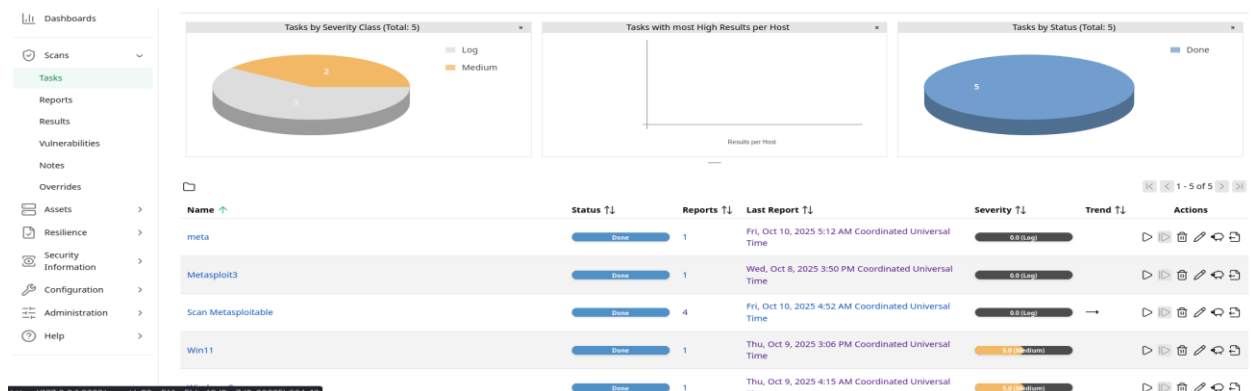 Dashboards
Scans
Tasks
Reports
Results
Vulnerabilities
Notes
Overrides
Assets
Resilience
Security
Information
Configuration
Administration
Help
Tasks by Severity Class (Total: 5)
Log
Medium
2
3
Tasks with most High Results per Host
Results per Host
Tasks by Status (Total: 5)
Done
5
1 - 5 of 5
Name Status Reports Last Report Severity Trend Actions
meta Done 1 Fri, Oct 10, 2025 5:12 AM Coordinated Universal
Time 0.0 (Log)
Metasploit3 Done 1 Wed, Oct 8, 2025 3:50 PM Coordinated Universal
Time 0.0 (Log)
Scan Metasploitable Done 4 Fri, Oct 10, 2025 4:52 AM Coordinated Universal
Time 0.0 (Log)
Win11 Done 1 Thu, Oct 9, 2025 3:06 PM Coordinated Universal
Time 5.0 (Medium)
Done 1 Thu, Oct 9, 2025 4:15 AM Coordinated Universal
5.0 (Medium)